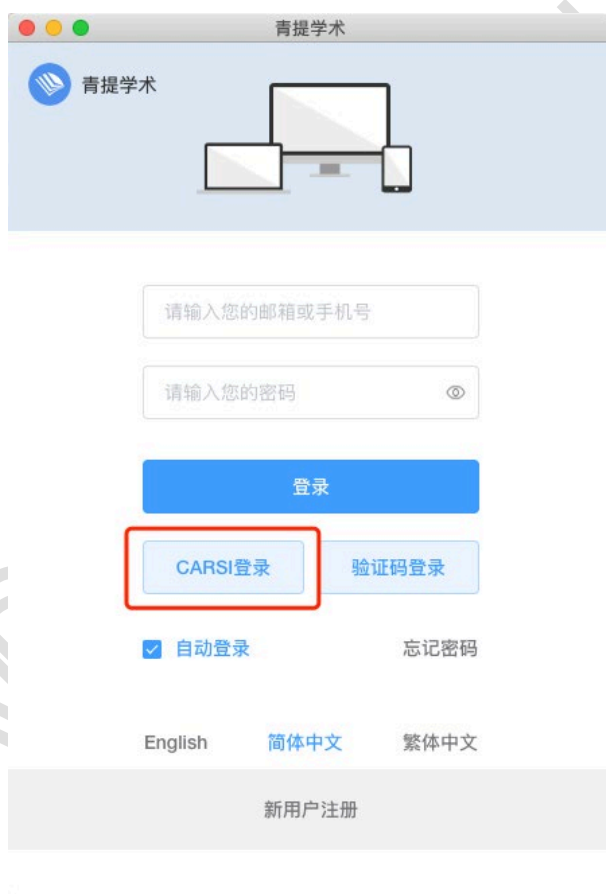 青提学术
青提学术
请输入您的邮箱或手机号
请输入您的密码
登录
CARSI登录 验证码登录
自动登录 忘记密码
English 简体中文 繁体中文
新用户注册